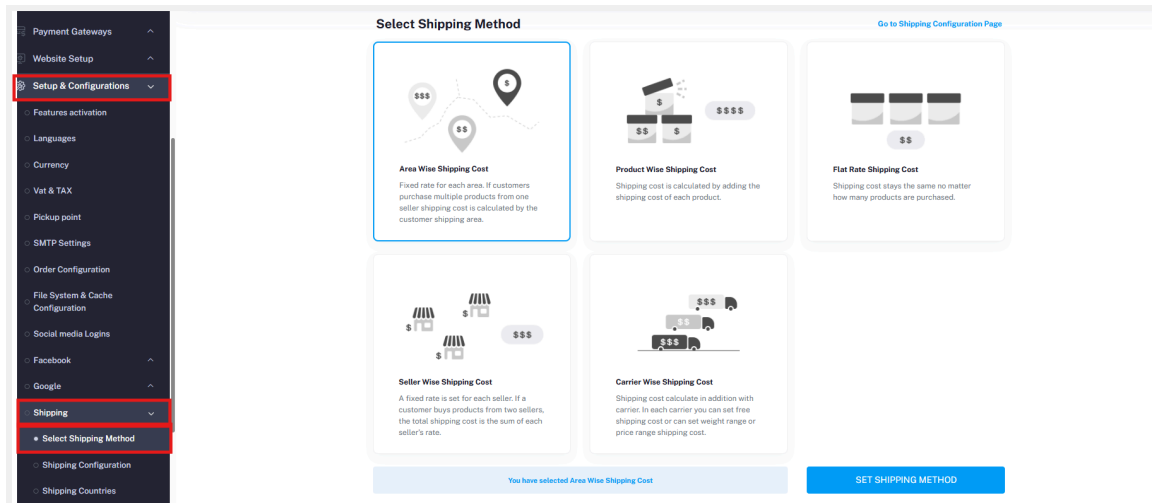 Payment Gateways
Website Setup
Setup & Configurations
Features activation
Languages
Currency
Vat & TAX
Pickup point
SMTP Settings
Order Configuration
File System & Cache
Configuration
Social media Logins
Facebook
Google
Shipping
Select Shipping Method
Shipping Configuration
Shipping Countries
Select Shipping Method
Go to Shipping Configuration Page
$$$
$
$$
Area Wise Shipping Cost
Fixed rate for each area. If customers
purchase multiple products from one
seller shipping cost is calculated by the
customer shipping area.
$
$$$$
$$
$
Product Wise Shipping Cost
Shipping cost is calculated by adding the
shipping cost of each product.
$$
Flat Rate Shipping Cost
Shipping cost stays the same no matter
how many products are purchased.
$
$
$$$
$
Seller Wise Shipping Cost
A fixed rate is set for each seller. If a
customer buys products from two sellers,
the total shipping cost is the sum of each
seller's rate.
$$$
$$
$$$
Carrier Wise Shipping Cost
Shipping cost calculate in addition with
carrier. In each carrier you can set free
shipping cost or can set weight range or
price range shipping cost.
You have selected Area Wise Shipping Cost
SET SHIPPING METHOD